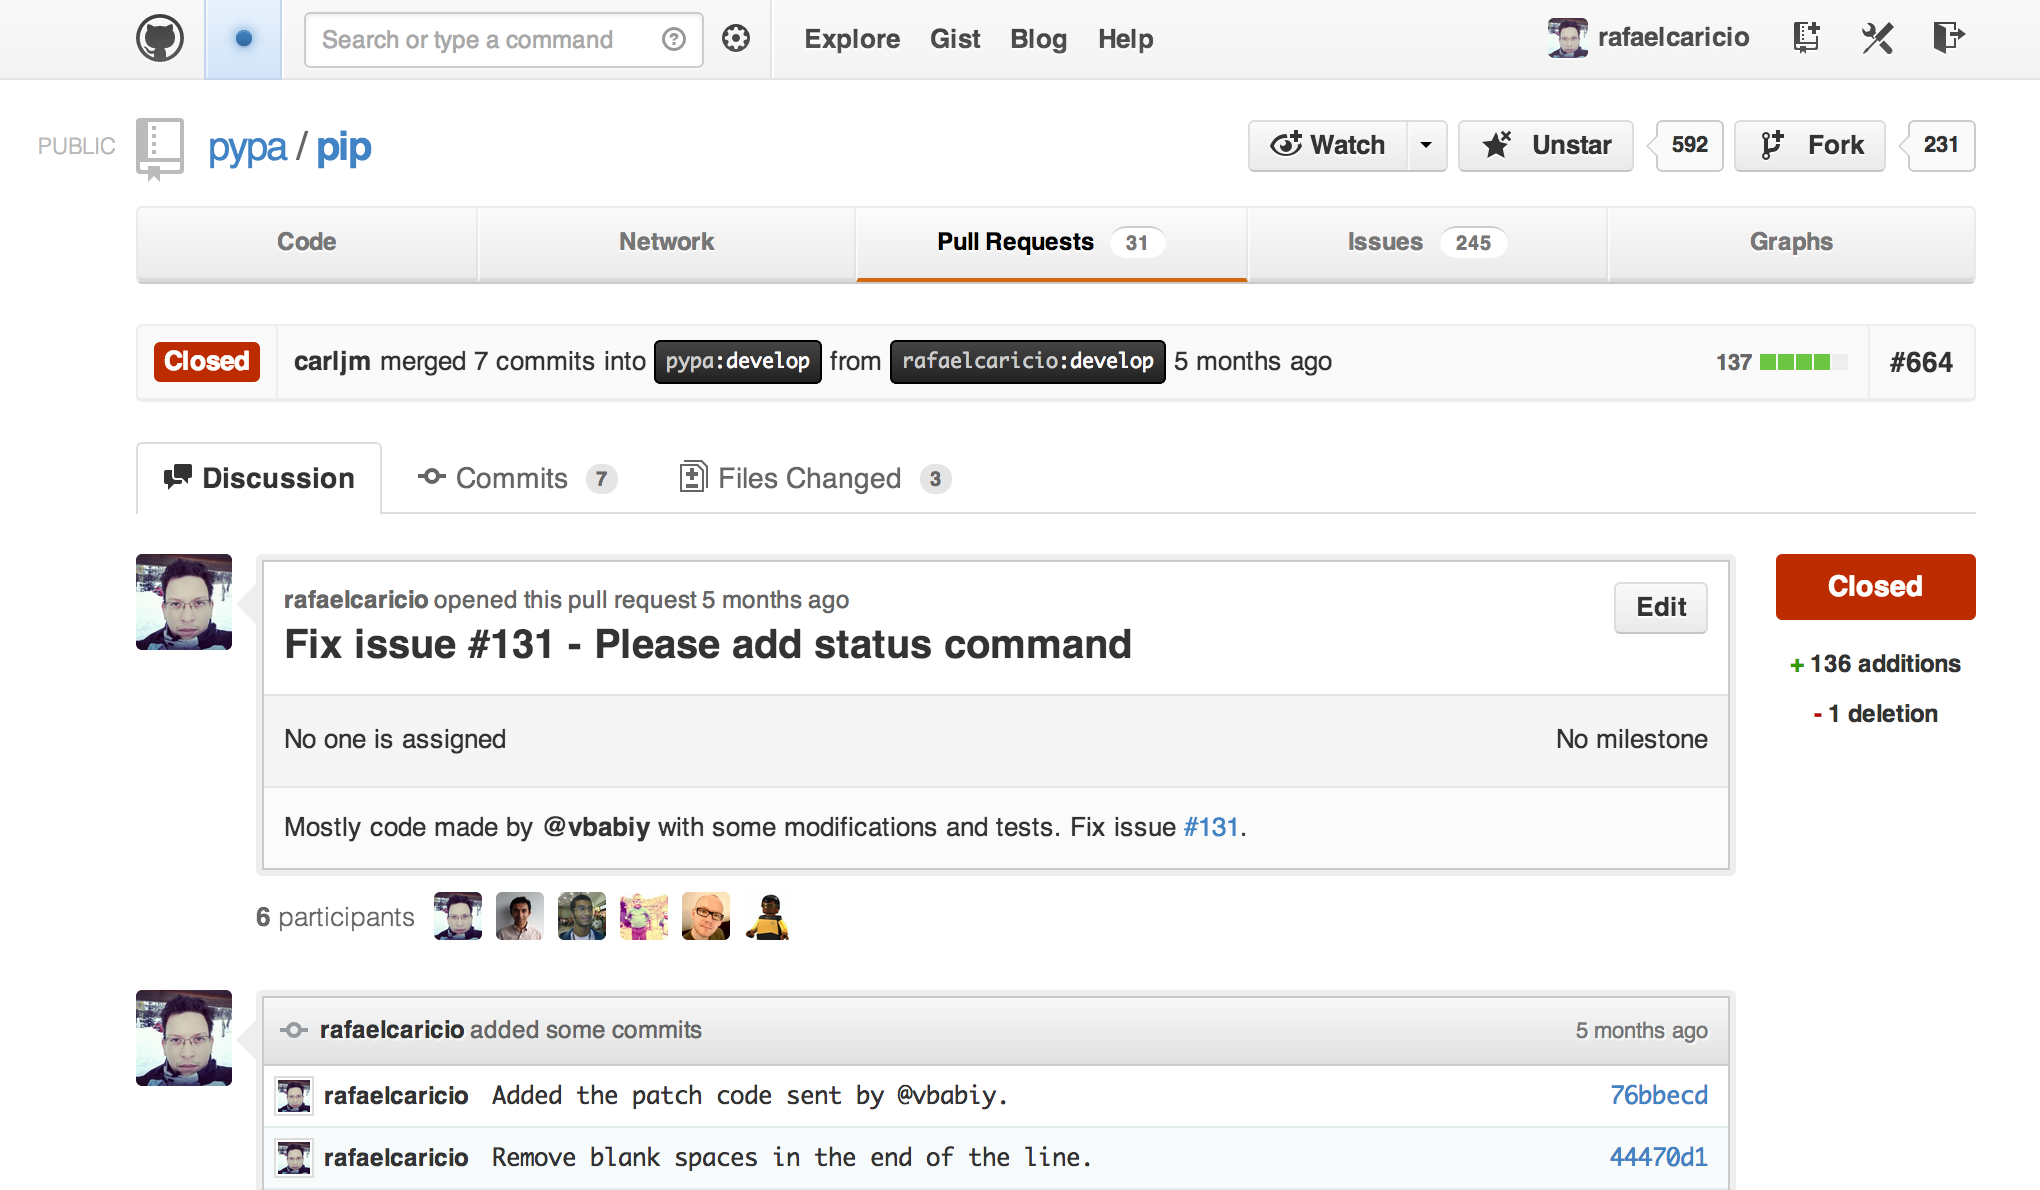 Search or type a command
Explore Gist Blog Help
rafaelcaricio
PUBLIC
pypa / pip
Watch
Unstar 592
Fork 231
Code
Network
Pull Requests 31
Issues 245
Graphs
Closed
carljm merged 7 commits into pypa:develop from rafaelcaricio:develop 5 months ago
137
#664
Discussion
Commits 7
Files Changed 3
rafaelcaricio opened this pull request 5 months ago
Edit
Fix issue #131 - Please add status command
Closed
+ 136 additions
- 1 deletion
No one is assigned
No milestone
Mostly code made by @vbabiy with some modifications and tests. Fix issue #131.
6 participants
rafaelcaricio added some commits
5 months ago
rafaelcaricio Added the patch code sent by @vbabiy.
76bbecd
rafaelcaricio Remove blank spaces in the end of the line.
44470d1